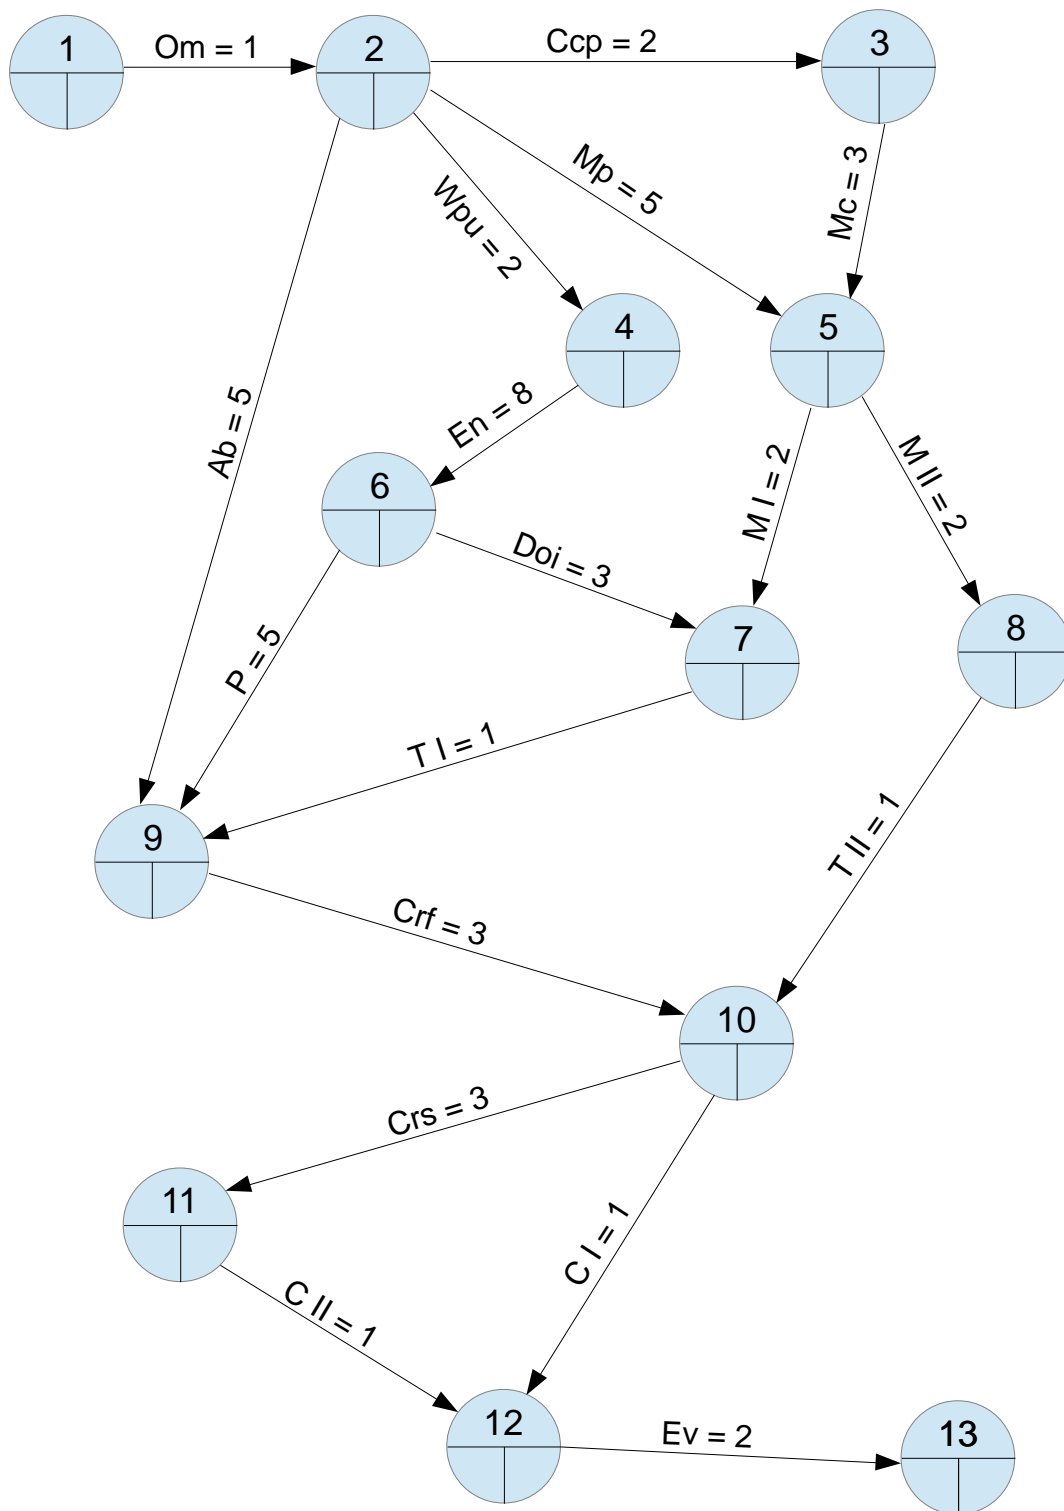 1
Om = 1
2
Ccp = 2
3
Mp = 5
Mc = 3
Wpu = 2
4
5
Ab = 5
En = 8
M I = 2
M II = 2
6
Doi = 3
7
8
P = 5
T I = 1
T II = 1
9
Crf = 3
10
Crs = 3
11
C I = 1
C II = 1
12
Ev = 2
13